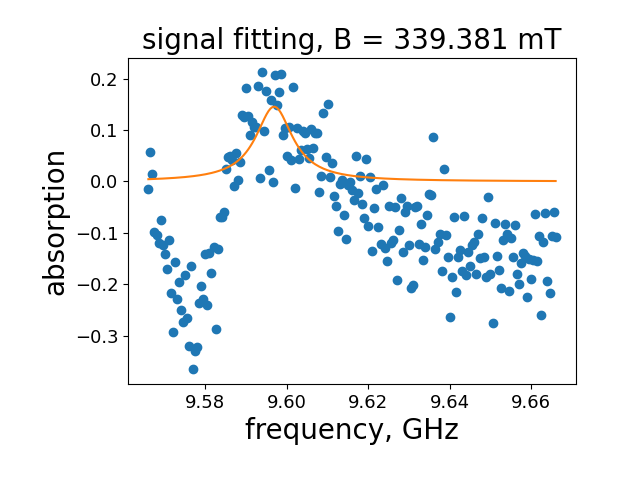 signal fitting, B = 339.381 mT
absorption
0.2
0.1
0.0
−0.1
−0.2
−0.3
9.58 9.60 9.62 9.64 9.66
frequency, GHz